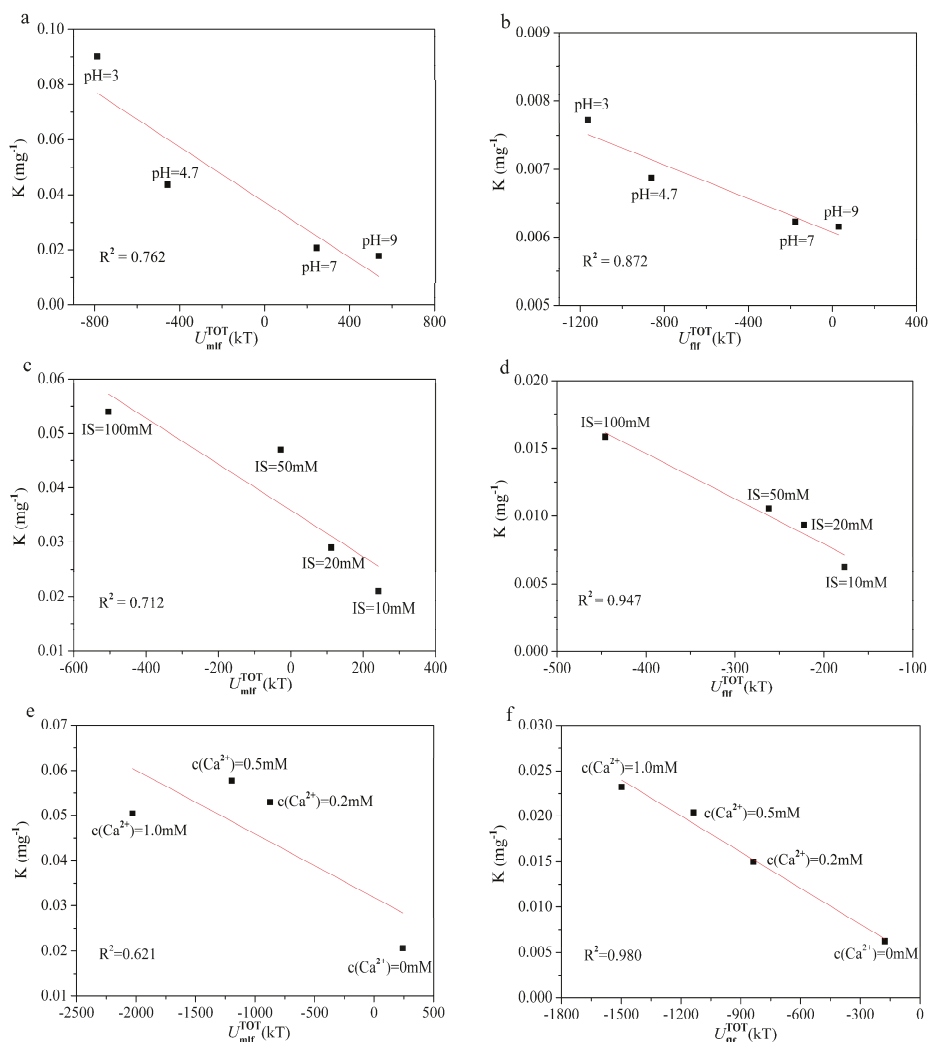 a
K (mg⁻¹)
0.10
0.08
0.06
0.04
0.02
0.00
pH=3
pH=4.7
pH=7
pH=9
R² = 0.762
-800 -400 0 400 800
U_mlf^TOT (kT)
b
K (mg⁻¹)
0.009
0.008
0.007
0.006
0.005
pH=3
pH=4.7
pH=7
pH=9
R² = 0.872
-1200 -800 -400 0 400
U_flf^TOT (kT)
c
K (mg⁻¹)
0.06
0.05
0.04
0.03
0.02
0.01
IS=100mM
IS=50mM
IS=20mM
IS=10mM
R² = 0.712
-600 -400 -200 0 200 400
U_mlf^TOT (kT)
d
K (mg⁻¹)
0.020
0.015
0.010
0.005
0.000
IS=100mM
IS=50mM
IS=20mM
IS=10mM
R² = 0.947
-500 -400 -300 -200 -100
U_flf^TOT (kT)
e
K (mg⁻¹)
0.07
0.06
0.05
0.04
0.03
0.02
0.01
c(Ca²⁺)=0.5mM
c(Ca²⁺)=0.2mM
c(Ca²⁺)=1.0mM
c(Ca²⁺)=0mM
R²=0.621
-2500 -2000 -1500 -1000 -500 0 500
U_mlf^TOT (kT)
f
K (mg⁻¹)
0.030
0.025
0.020
0.015
0.010
0.005
0.000
c(Ca²⁺)=1.0mM
c(Ca²⁺)=0.5mM
c(Ca²⁺)=0.2mM
c(Ca²⁺)=0mM
R²=0.980
-1800 -1500 -1200 -900 -600 -300 0
U_flf^TOT (kT)